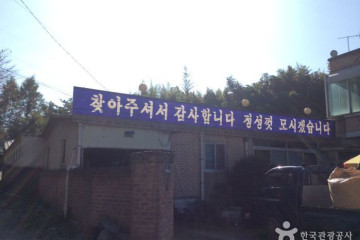 찾아주셔서 감사합니다 정성껏 모시겠습니다
한국관광공사